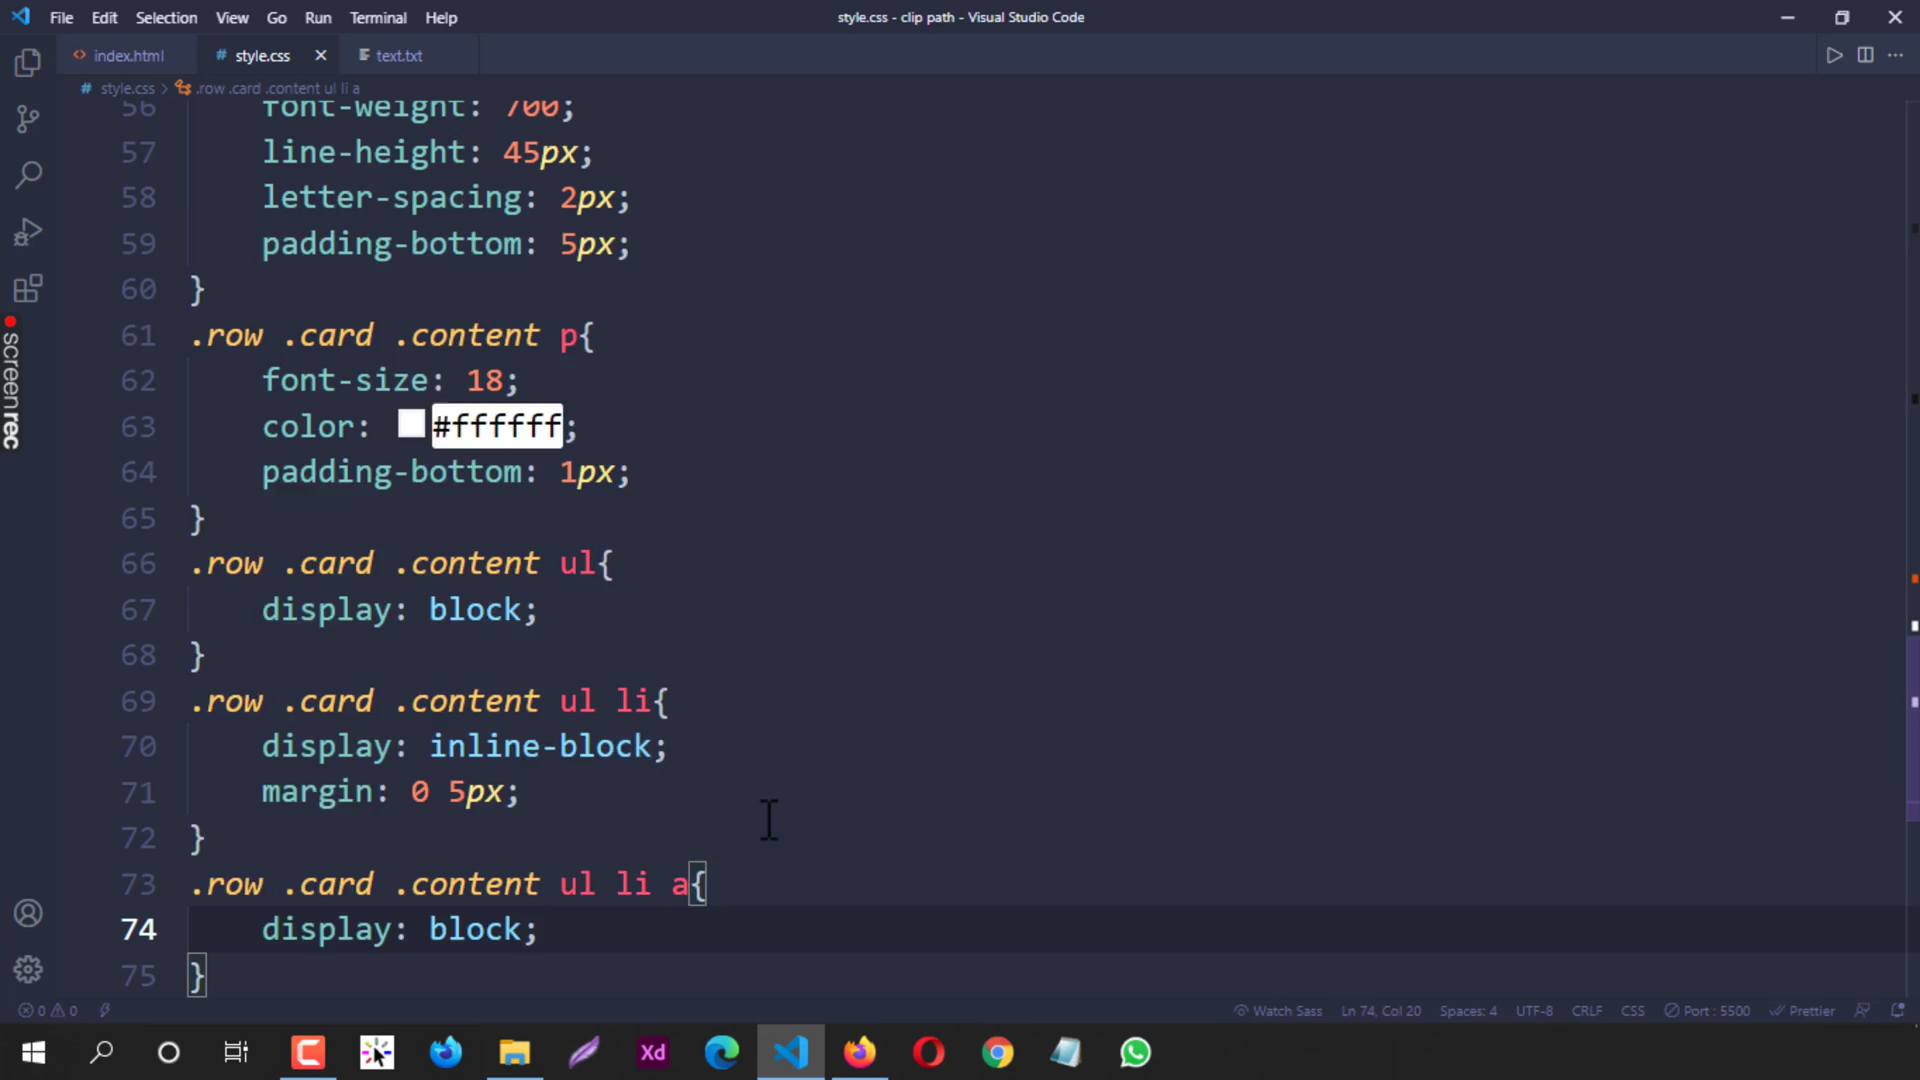 File Edit Selection View Go Run Terminal Help
style.css - clip path - Visual Studio Code
index.html
style.css
text.txt
style.css > .row .card .content ul li a
56 font-weight: 700;
57 line-height: 45px;
58 letter-spacing: 2px;
59 padding-bottom: 5px;
60 }
61 .row .card .content p{
62 font-size: 18;
63 color: #ffffff;
64 padding-bottom: 1px;
65 }
66 .row .card .content ul{
67 display: block;
68 }
69 .row .card .content ul li{
70 display: inline-block;
71 margin: 0 5px;
72 }
73 .row .card .content ul li a{
74 display: block;
75 }
screenrec
0 0
Watch Sass Ln 74, Col 20 Spaces: 4 UTF-8 CRLF CSS Port : 5500 Prettier
Xd